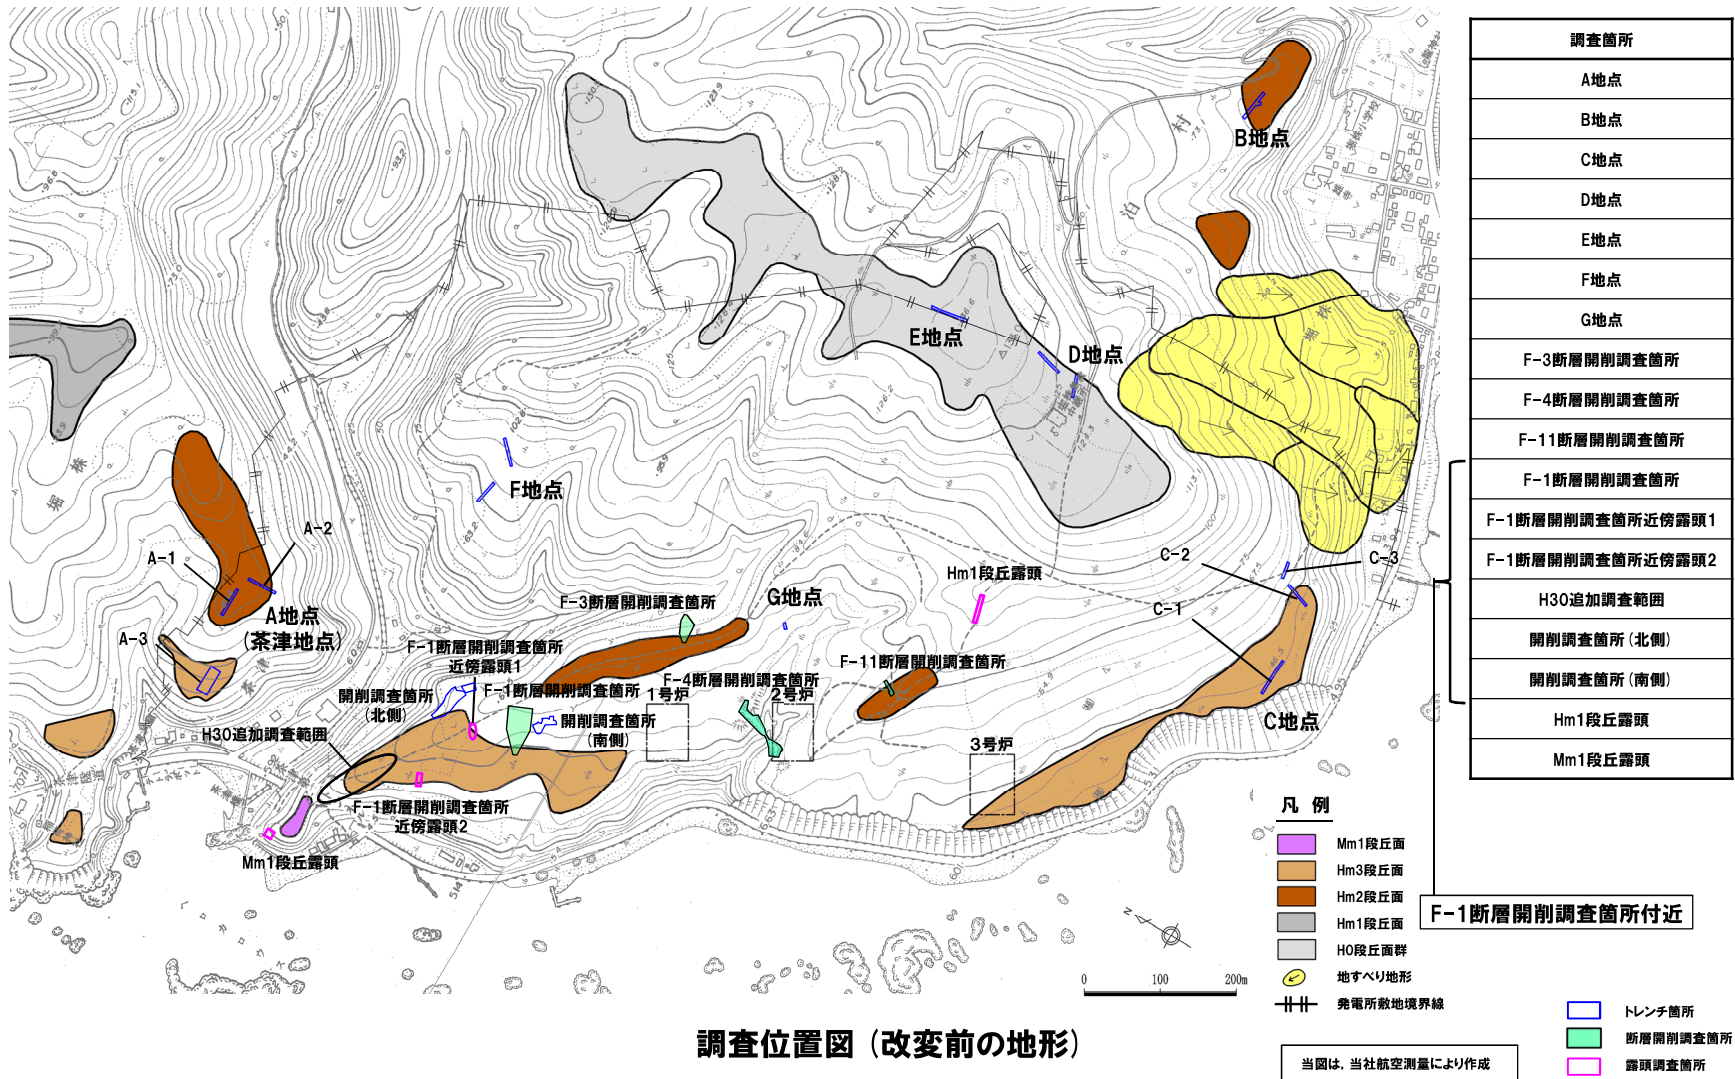 調査箇所
A地点
B地点
C地点
D地点
E地点
F地点
G地点
F-3断層開削調査箇所
F-4断層開削調査箇所
F-11断層開削調査箇所
F-1断層開削調査箇所
F-1断層開削調査箇所近傍露頭1
F-1断層開削調査箇所近傍露頭2
H30追加調査範囲
開削調査箇所(北側)
開削調査箇所(南側)
Hm1段丘露頭
Mm1段丘露頭
F-1断層開削調査箇所付近
B地点
E地点
D地点
F地点
A-2
A-1
A地点
(茶津地点)
A-3
C-2
C-3
C-1
C地点
Hm1段丘露頭
G地点
F-3断層開削調査箇所
F-1断層開削調査箇所
近傍露頭1
F-11断層開削調査箇所
F-4断層開削調査箇所
F-1断層開削調査箇所
1号炉
2号炉
3号炉
開削調査箇所
(北側)
開削調査箇所
(南側)
H30追加調査範囲
F-1断層開削調査箇所
近傍露頭2
Mm1段丘露頭
村
泊
堀株
堀株
茶津
凡例
Mm1段丘面
Hm3段丘面
Hm2段丘面
Hm1段丘面
H0段丘面群
地すべり地形
発電所敷地境界線
トレンチ箇所
断層開削調査箇所
露頭調査箇所
N
0 100 200m
調査位置図(改変前の地形)
当図は,当社航空測量により作成